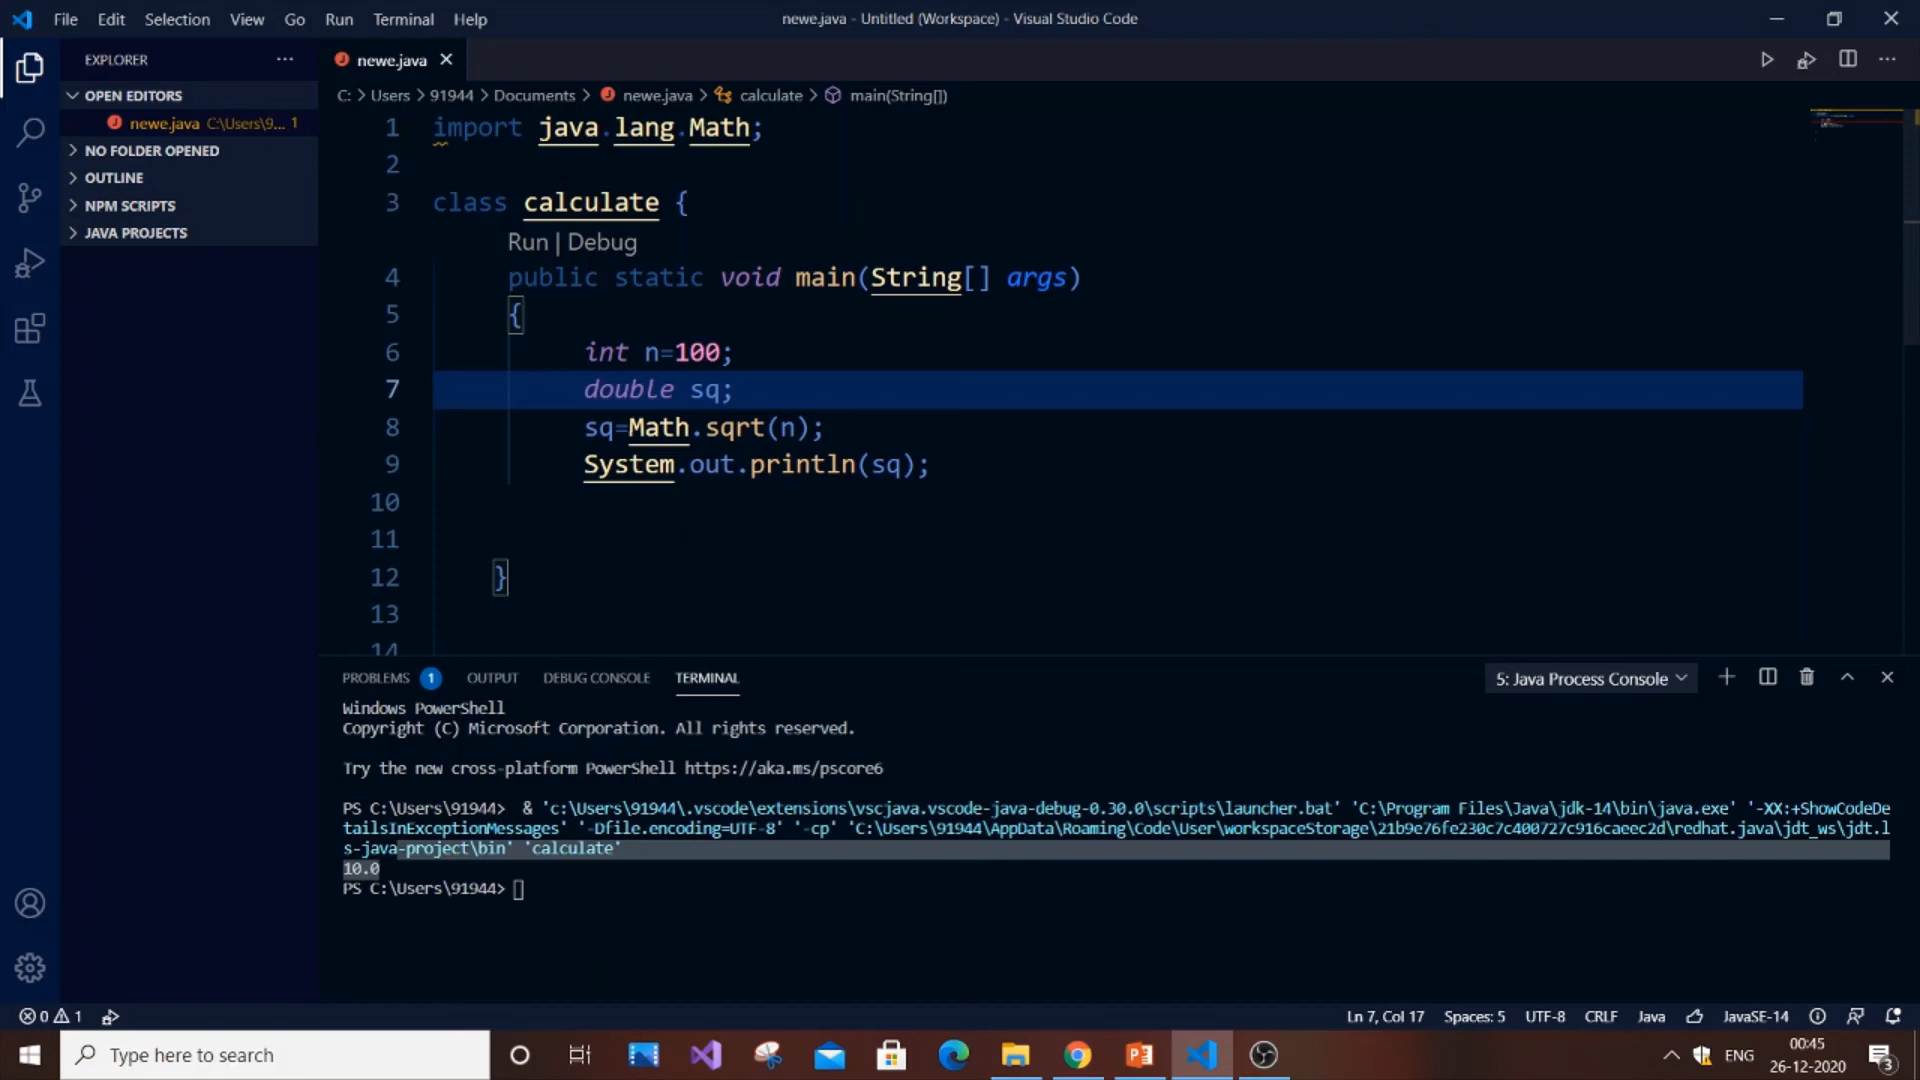 File Edit Selection View Go Run Terminal Help
newe.java - Untitled (Workspace) - Visual Studio Code
EXPLORER
OPEN EDITORS
newe.java C:\Users\9... 1
NO FOLDER OPENED
OUTLINE
NPM SCRIPTS
JAVA PROJECTS
newe.java
C: > Users > 91944 > Documents > newe.java > calculate > main(String[])
1 import java.lang.Math;
2
3 class calculate {
Run | Debug
4 public static void main(String[] args)
5 {
6 int n=100;
7 double sq;
8 sq=Math.sqrt(n);
9 System.out.println(sq);
10
11
12 }
13
14
PROBLEMS 1 OUTPUT DEBUG CONSOLE TERMINAL
5: Java Process Console
Windows PowerShell
Copyright (C) Microsoft Corporation. All rights reserved.
Try the new cross-platform PowerShell https://aka.ms/pscore6
PS C:\Users\91944> & 'c:\Users\91944\.vscode\extensions\vscjava.vscode-java-debug-0.30.0\scripts\launcher.bat' 'C:\Program Files\Java\jdk-14\bin\java.exe' '-XX:+ShowCodeDe
tailsInExceptionMessages' '-Dfile.encoding=UTF-8' '-cp' 'C:\Users\91944\AppData\Roaming\Code\User\workspaceStorage\21b9e76fe230c7c400727c916caeec2d\redhat.java\jdt_ws\jdt.l
s-java-project\bin' 'calculate'
10.0
PS C:\Users\91944>
0 1
Ln 7, Col 17 Spaces: 5 UTF-8 CRLF Java JavaSE-14
Type here to search
ENG
00:45
26-12-2020
3